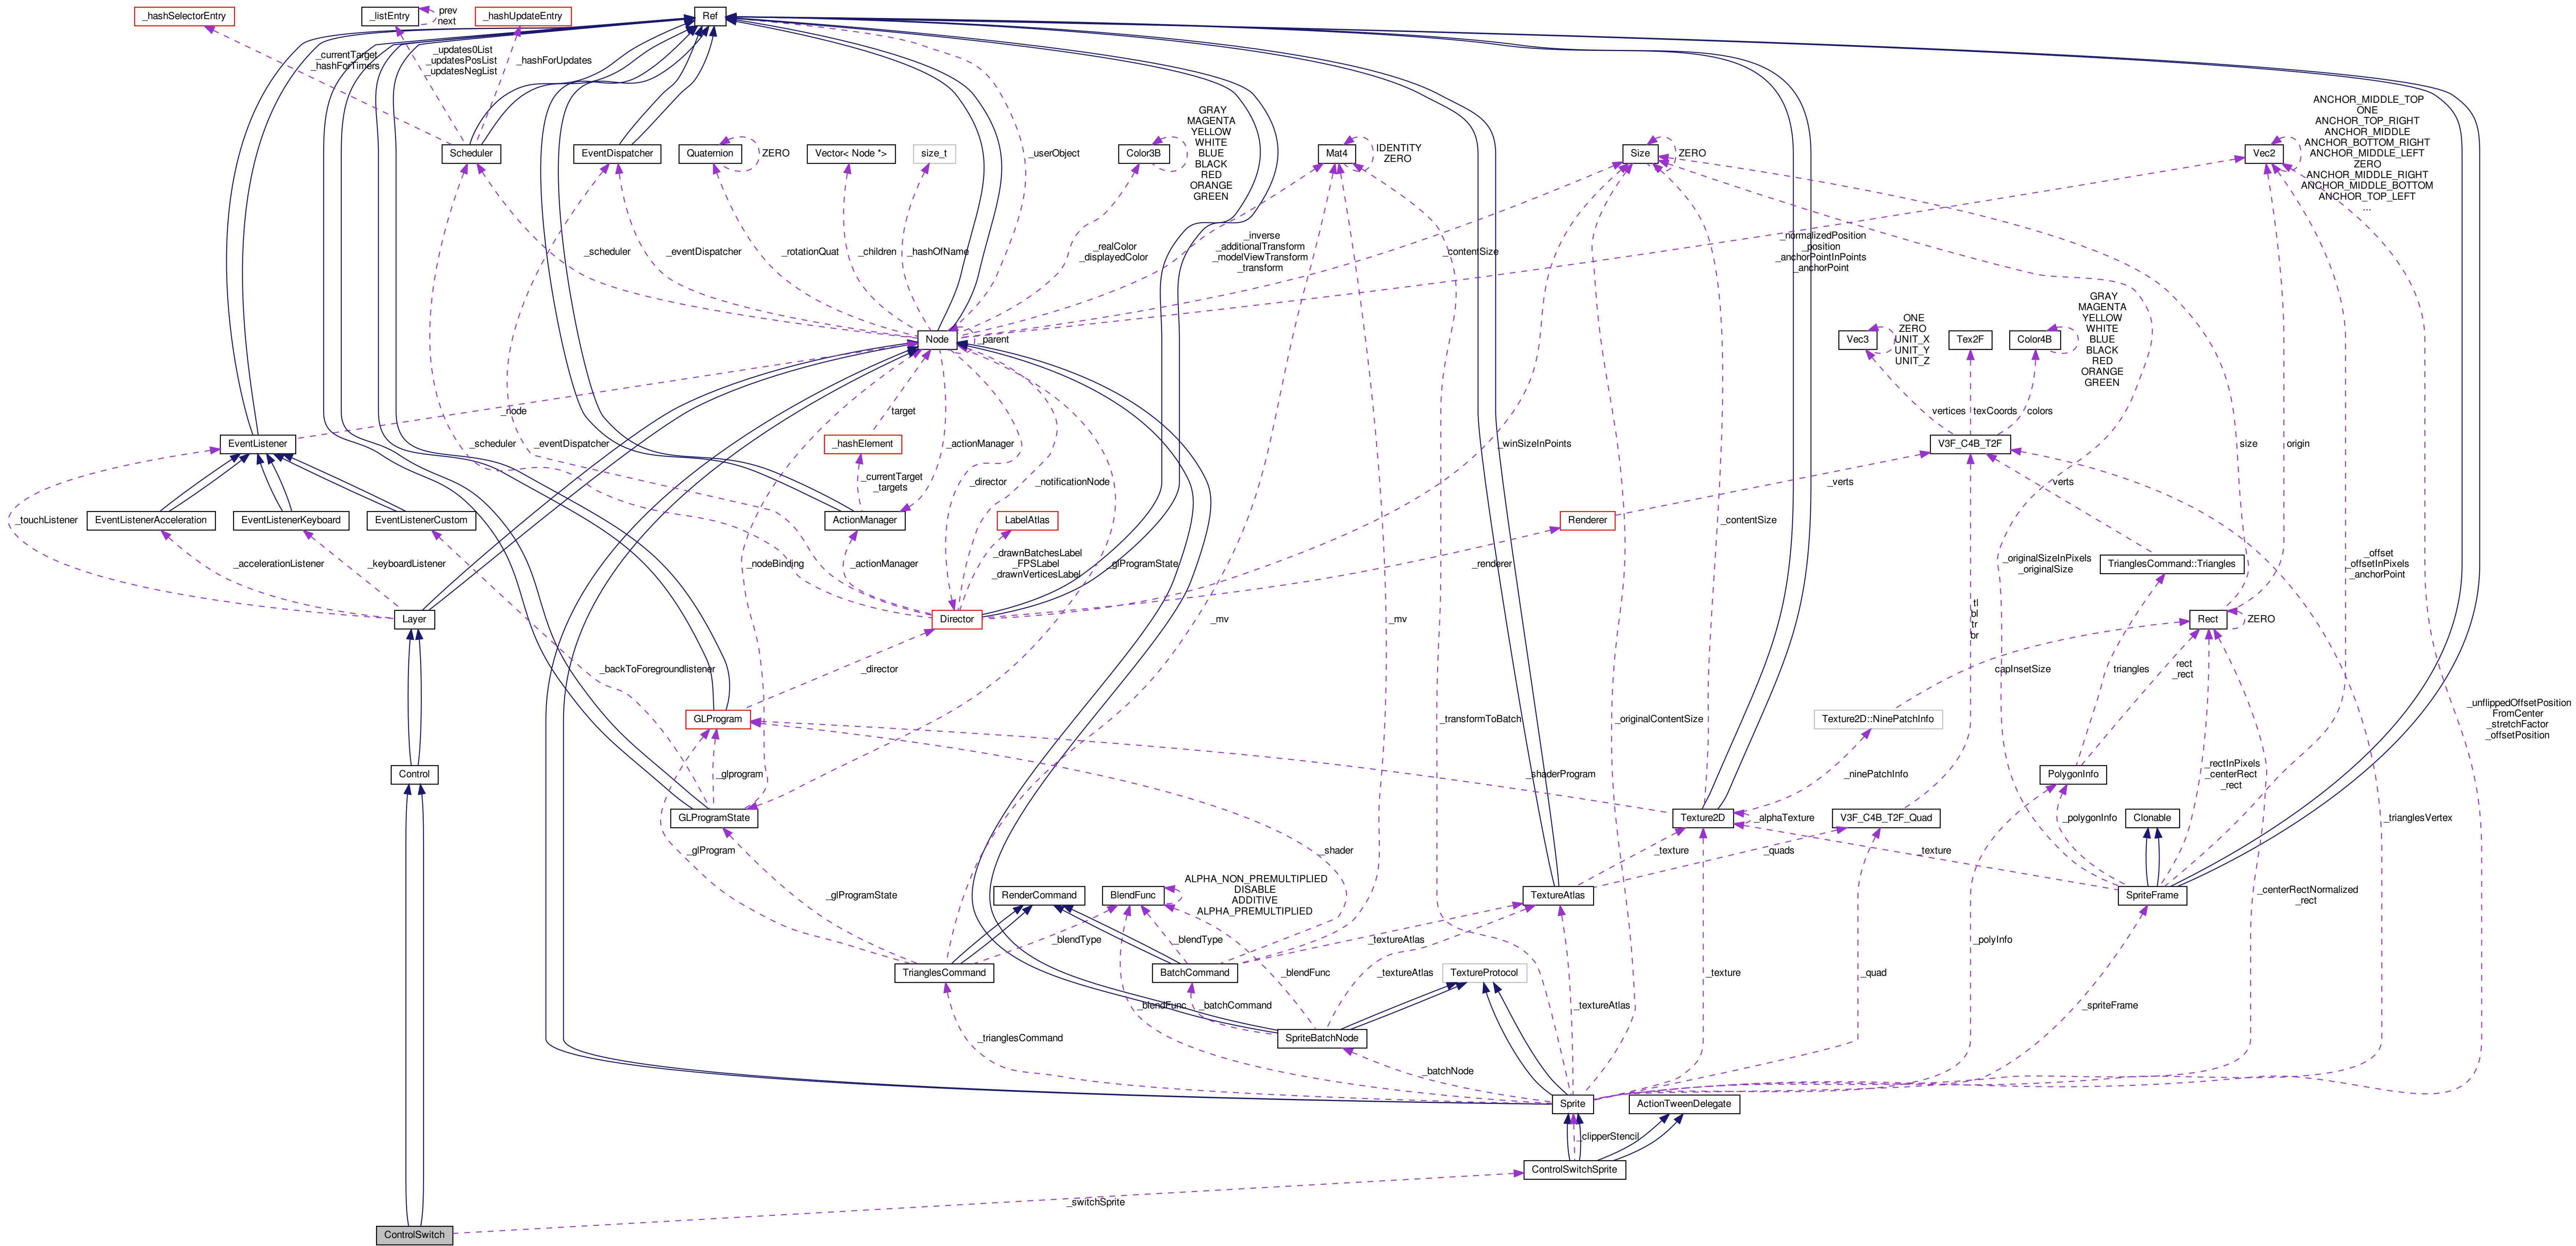 _hashSelectorEntry
_listEntry
prev
next
_hashUpdateEntry
Ref
_currentTarget
_hashForTimers
_updates0List
_updatesPosList
_updatesNegList
_hashForUpdates
Scheduler
EventDispatcher
Quaternion
ZERO
Vector< Node *>
size_t
_userObject
Color3B
GRAY
MAGENTA
YELLOW
WHITE
BLUE
BLACK
RED
ORANGE
GREEN
Mat4
IDENTITY
ZERO
Size
ZERO
Vec2
ANCHOR_MIDDLE_TOP
ONE
ANCHOR_TOP_RIGHT
ANCHOR_MIDDLE
ANCHOR_BOTTOM_RIGHT
ANCHOR_MIDDLE_LEFT
ZERO
ANCHOR_MIDDLE_RIGHT
ANCHOR_MIDDLE_BOTTOM
ANCHOR_TOP_LEFT
...
_scheduler
_eventDispatcher
_rotationQuat
_children
_hashOfName
_realColor
_displayedColor
_inverse
_additionalTransform
_modelViewTransform
_transform
_contentSize
_normalizedPosition
_position
_anchorPointInPoints
_anchorPoint
Node
_parent
Vec3
ONE
ZERO
UNIT_X
UNIT_Y
UNIT_Z
Tex2F
Color4B
GRAY
MAGENTA
YELLOW
WHITE
BLUE
BLACK
RED
ORANGE
GREEN
_node
target
vertices
texCoords
colors
EventListener
_scheduler
_eventDispatcher
_hashElement
_actionManager
_winSizeInPoints
V3F_C4B_T2F
size
origin
_currentTarget
_targets
_director
_notificationNode
_verts
verts
_touchListener
EventListenerAcceleration
EventListenerKeyboard
EventListenerCustom
ActionManager
LabelAtlas
Renderer
_contentSize
_accelerationListener
_keyboardListener
_nodeBinding
_actionManager
_drawnBatchesLabel
_FPSLabel
_drawnVerticesLabel
_glProgramState
_renderer
_originalSizeInPixels
_originalSize
TrianglesCommand::Triangles
_offset
_offsetInPixels
_anchorPoint
Layer
Director
_mv
_mv
tl
bl
tr
br
Rect
ZERO
_backToForegroundlistener
_director
capInsetSize
triangles
rect
_rect
GLProgram
_transformToBatch
_originalContentSize
Texture2D::NinePatchInfo
_unflippedOffsetPosition
FromCenter
_stretchFactor
_offsetPosition
Control
_glprogram
_shaderProgram
_ninePatchInfo
PolygonInfo
_rectInPixels
_centerRect
_rect
GLProgramState
Texture2D
_alphaTexture
V3F_C4B_T2F_Quad
_polygonInfo
Clonable
_trianglesVertex
_glProgram
_shader
_texture
_quads
_texture
_glProgramState
RenderCommand
BlendFunc
ALPHA_NON_PREMULTIPLIED
DISABLE
ADDITIVE
ALPHA_PREMULTIPLIED
TextureAtlas
SpriteFrame
_centerRectNormalized
_rect
_blendType
_blendType
_textureAtlas
_polyInfo
TrianglesCommand
BatchCommand
_blendFunc
_textureAtlas
TextureProtocol
_texture
_quad
_blendFunc
_batchCommand
_textureAtlas
_spriteFrame
_trianglesCommand
SpriteBatchNode
_batchNode
Sprite
ActionTweenDelegate
_clipperStencil
ControlSwitchSprite
_switchSprite
ControlSwitch